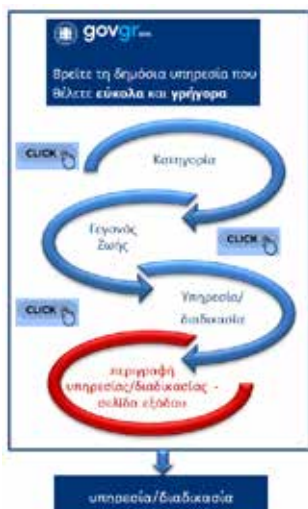 govgr
Βρείτε τη δημόσια υπηρεσία που
θέλετε εύκολα και γρήγορα
CLICK
Κατηγορία
Γεγονός
Ζωής
CLICK
CLICK
Υπηρεσία/
διαδικασία
περιγραφή
υπηρεσίας/διαδικασίας -
σελίδα εξόδου
υπηρεσία/διαδικασία